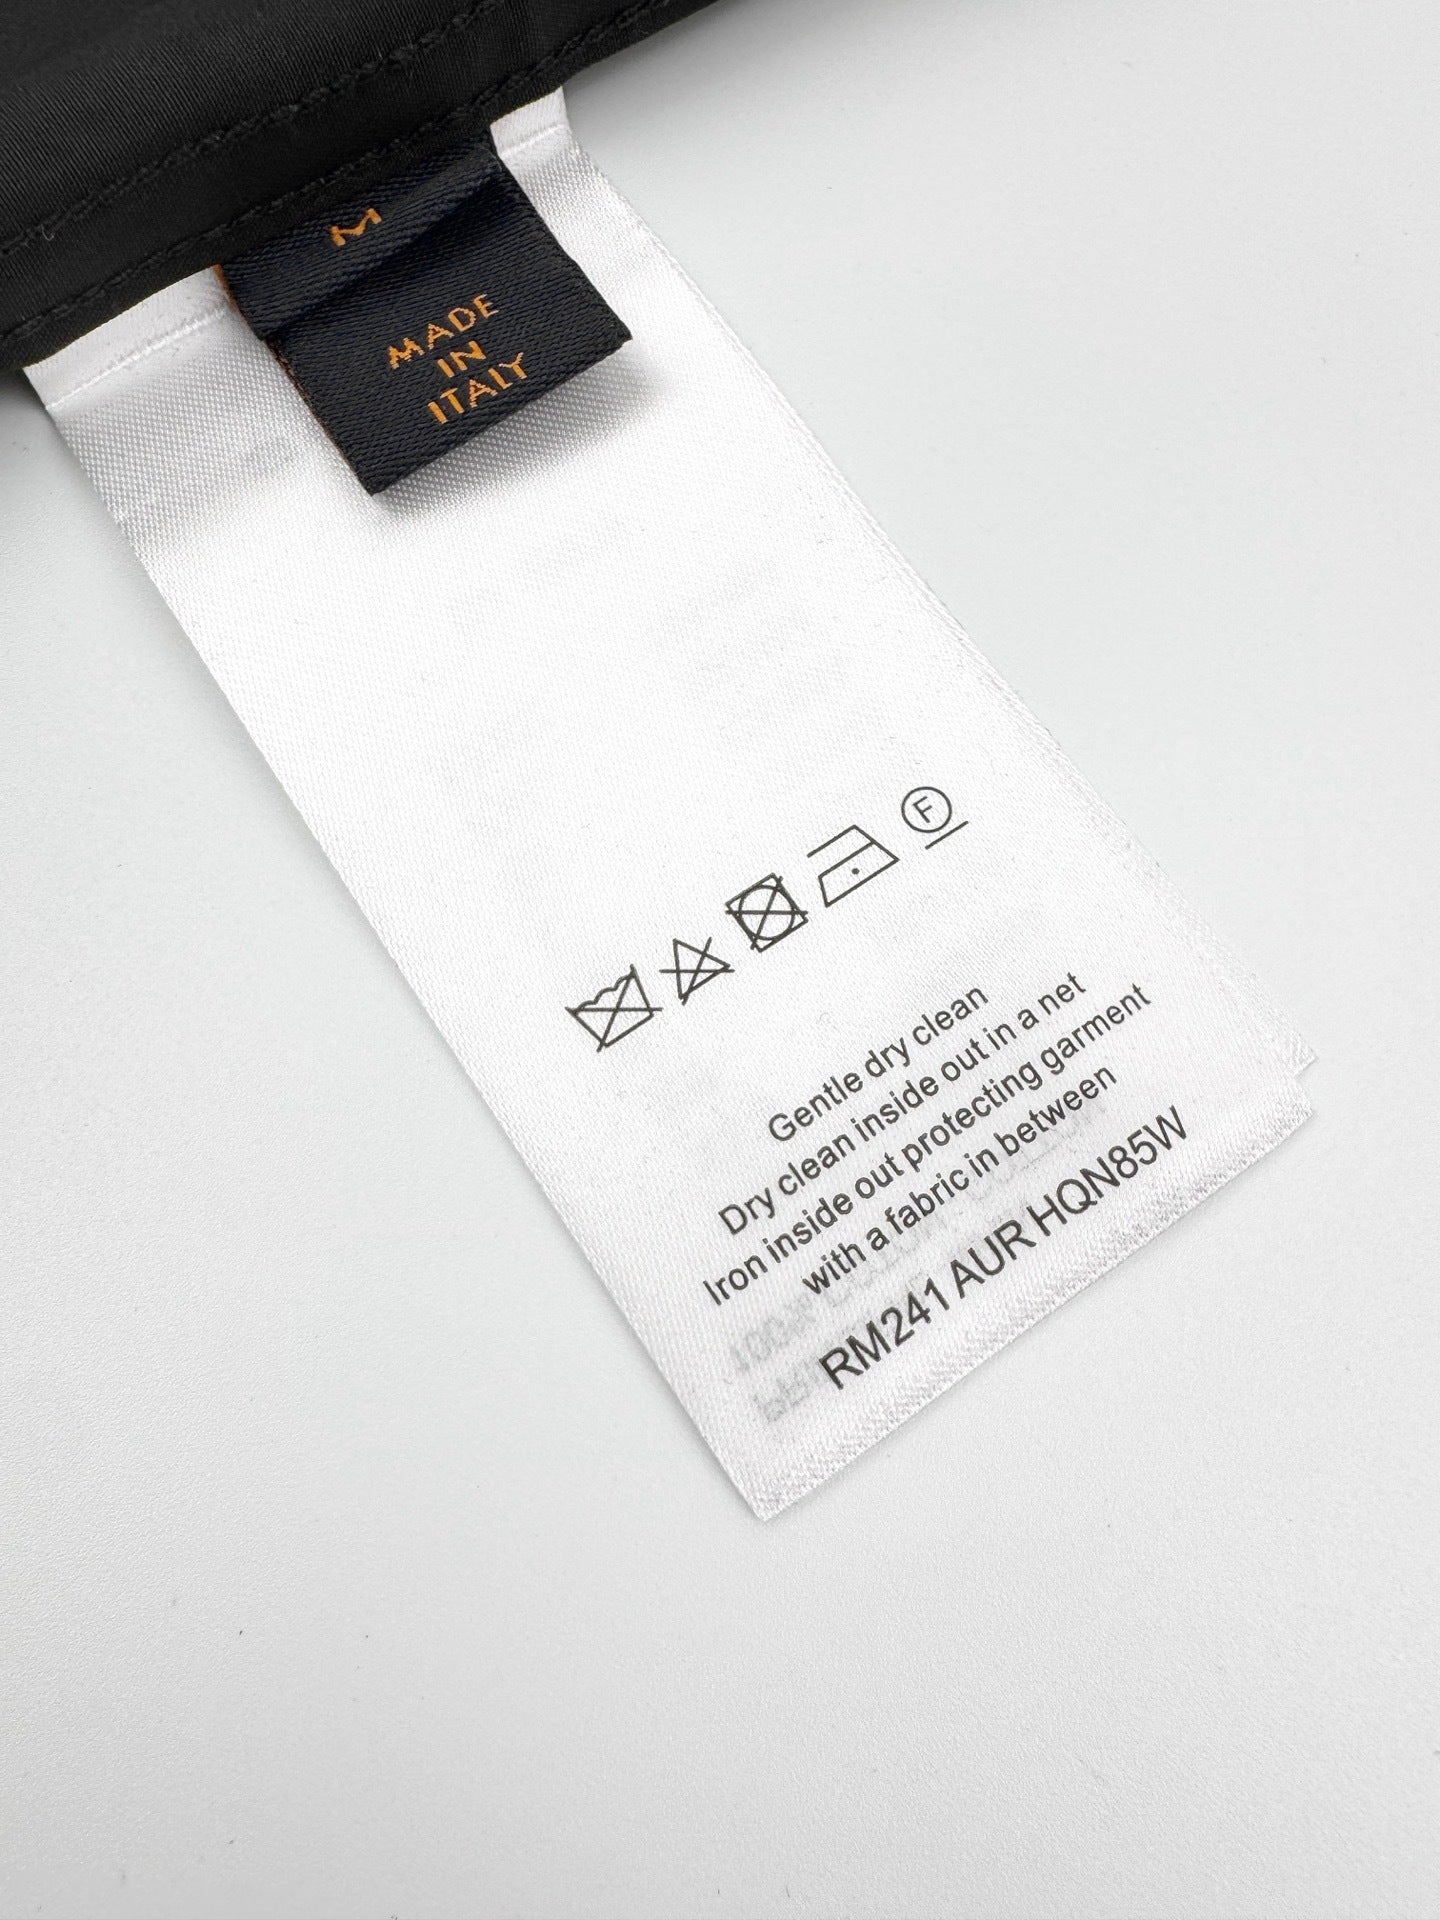 M
MADE
IN
ITALY
F
Gentle dry clean
Dry clean inside out in a net
Iron inside out protecting garment
with a fabric in between
RM241 AUR HQN85W